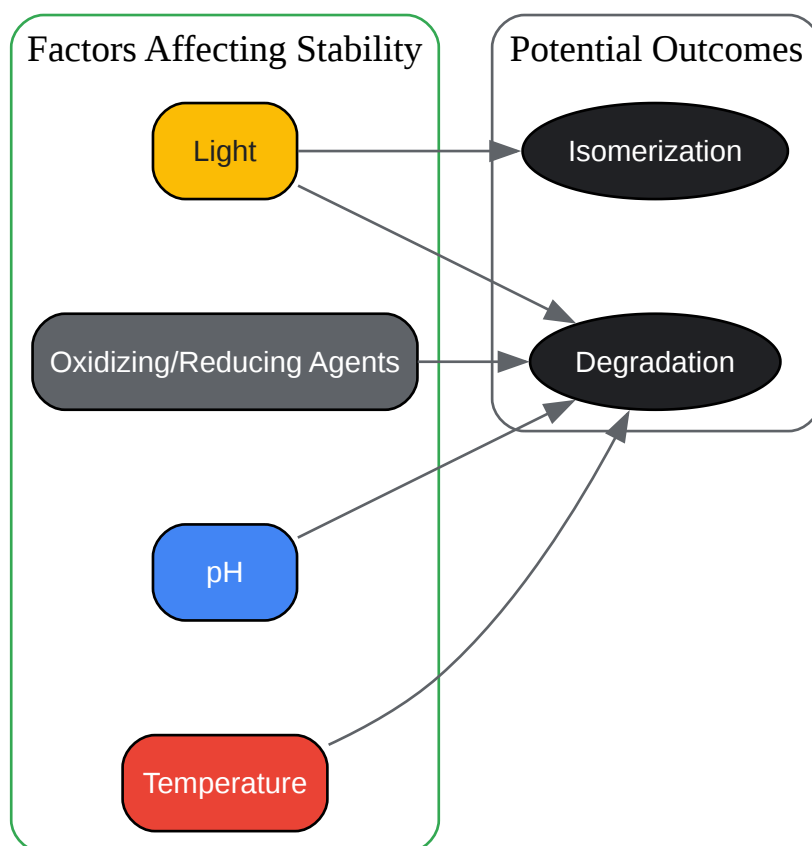 Factors Affecting Stability
Potential Outcomes
Light
Isomerization
Oxidizing/Reducing Agents
Degradation
pH
Temperature